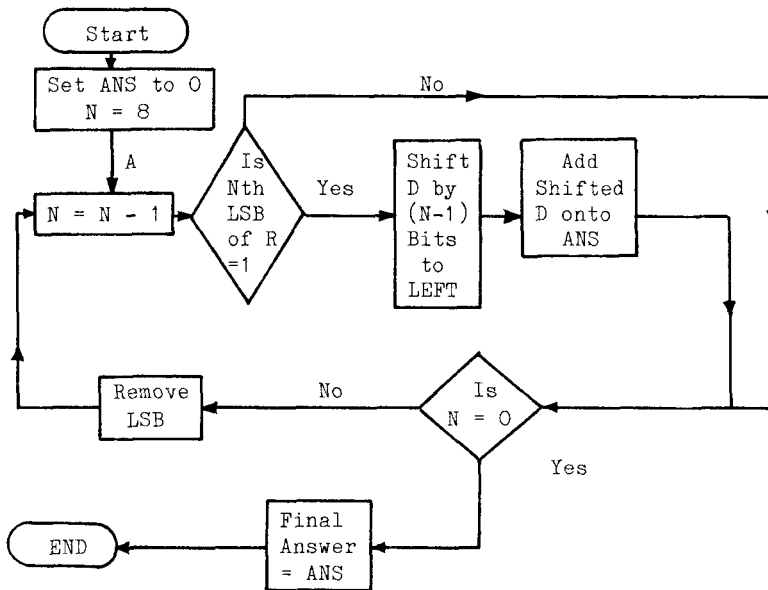 Start
Set ANS to 0
N = 8
A
N = N - 1
Is
Nth
LSB
of R
=1
No
Yes
Shift
D by
(N-1)
Bits
to
LEFT
Add
Shifted
D onto
ANS
Is
N = 0
No
Remove
LSB
Yes
Final
Answer
= ANS
END